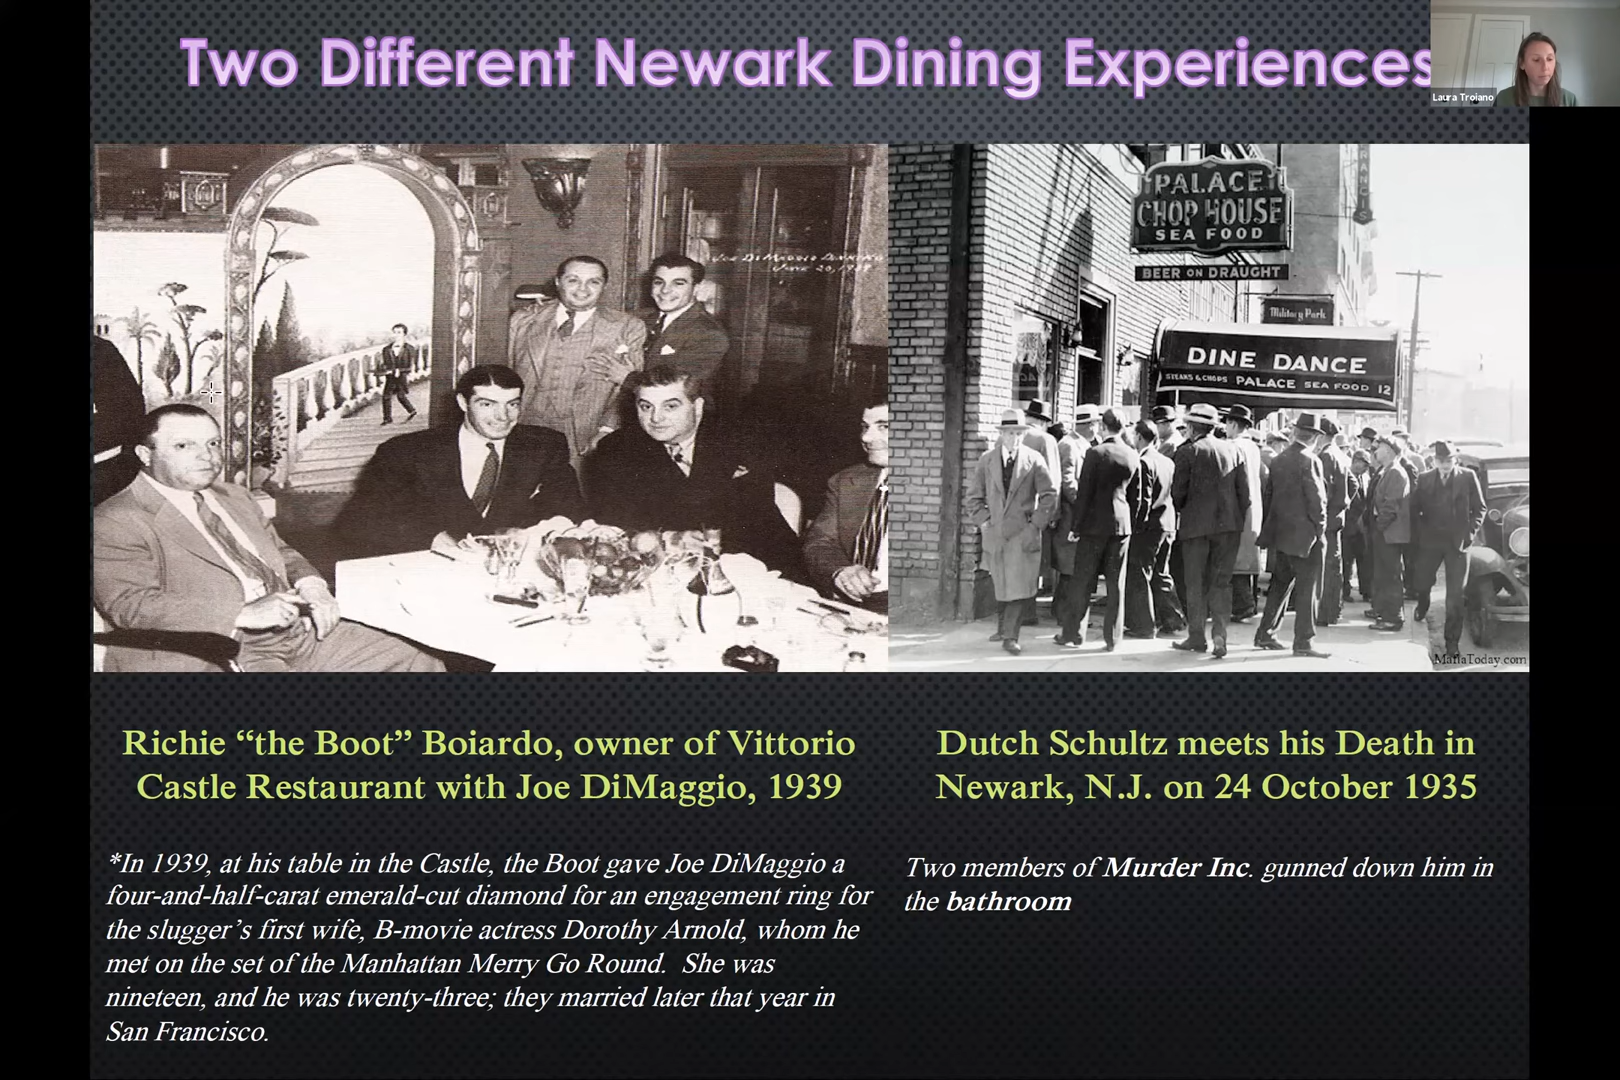 Two Different Newark Dining Experiences
Laura Troiano
JOE DIMAGGIO DINNER
JUNE 20, 1939
PALACE
CHOP HOUSE
SEA FOOD
BEER ON DRAUGHT
Military Park
DINE DANCE
STEAKS & CHOPS PALACE SEA FOOD 12
MafiaToday.com
Richie “the Boot” Boiardo, owner of Vittorio
Castle Restaurant with Joe DiMaggio, 1939
Dutch Schultz meets his Death in
Newark, N.J. on 24 October 1935
*In 1939, at his table in the Castle, the Boot gave Joe DiMaggio a
four-and-half-carat emerald-cut diamond for an engagement ring for
the slugger’s first wife, B-movie actress Dorothy Arnold, whom he
met on the set of the Manhattan Merry Go Round. She was
nineteen, and he was twenty-three; they married later that year in
San Francisco.
Two members of Murder Inc. gunned down him in
the bathroom